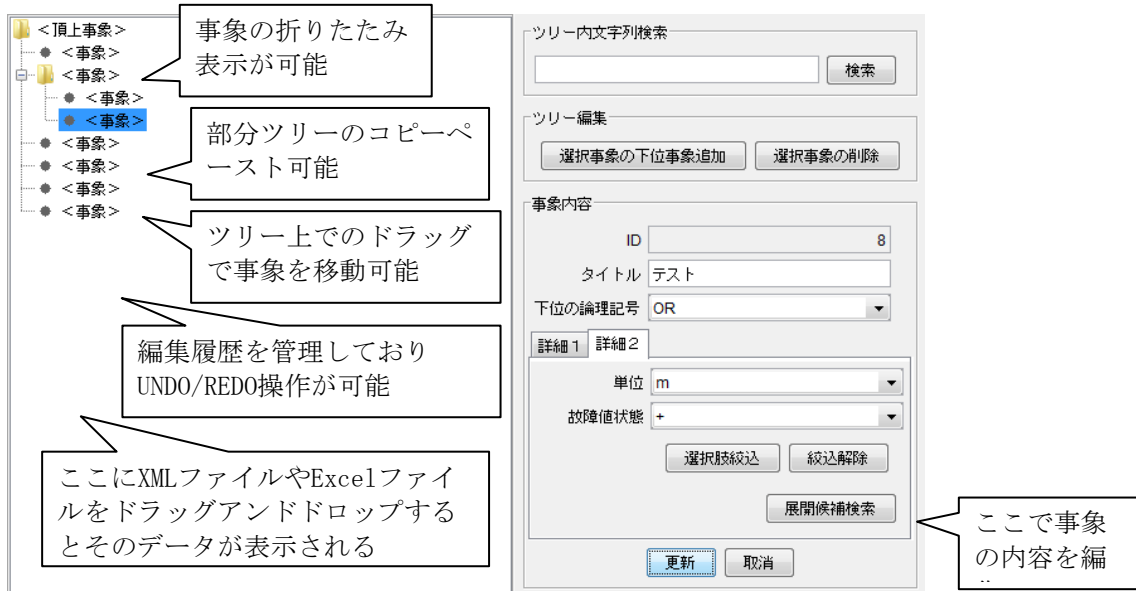 <頂上事象>
<事象>
<事象>
<事象>
<事象>
<事象>
<事象>
<事象>
<事象>
事象の折りたたみ
表示が可能
部分ツリーのコピーペ
ースト可能
ツリー上でのドラッグ
で事象を移動可能
編集履歴を管理しており
UNDO/REDO操作が可能
ここにXMLファイルやExcelファイ
ルをドラッグアンドドロップする
とそのデータが表示される
ツリー内文字列検索
検索
ツリー編集
選択事象の下位事象追加 選択事象の削除
事象内容
ID 8
タイトル テスト
下位の論理記号 OR
詳細1 詳細2
単位 m
故障値状態 +
選択肢絞込 絞込解除
展開候補検索
更新 取消
ここで事象
の内容を編